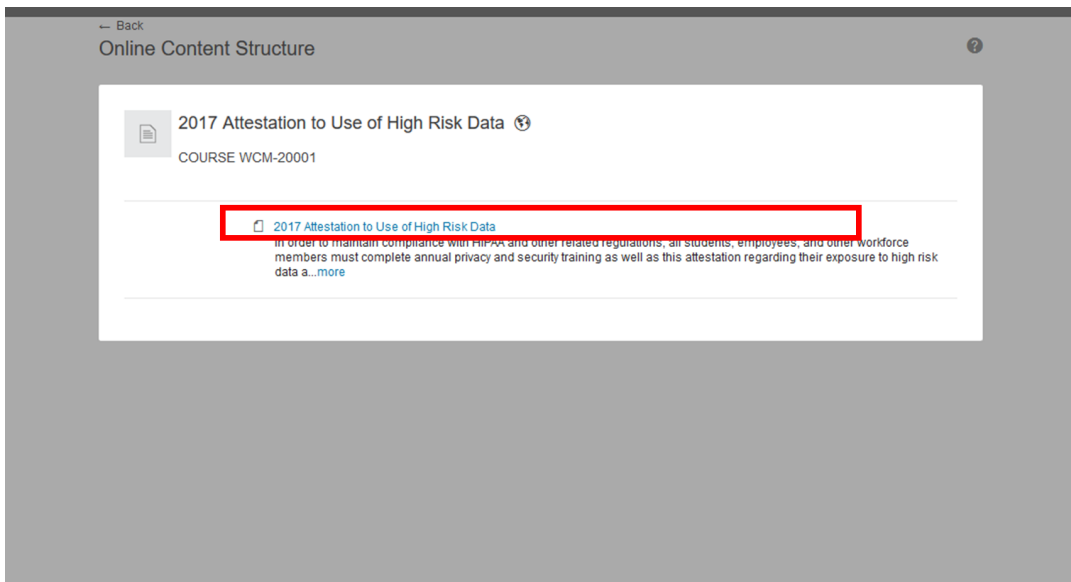 ← Back
Online Content Structure
?
2017 Attestation to Use of High Risk Data
COURSE WCM-20001
2017 Attestation to Use of High Risk Data
In order to maintain compliance with HIPAA and other related regulations, all students, employees, and other workforce
members must complete annual privacy and security training as well as this attestation regarding their exposure to high risk
data a...more